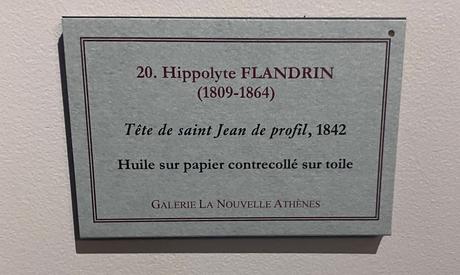 20. Hippolyte FLANDRIN
(1809-1864)
Tête de saint Jean de profil, 1842
Huile sur papier contrecollé sur toile
GALERIE LA NOUVELLE ATHÈNES